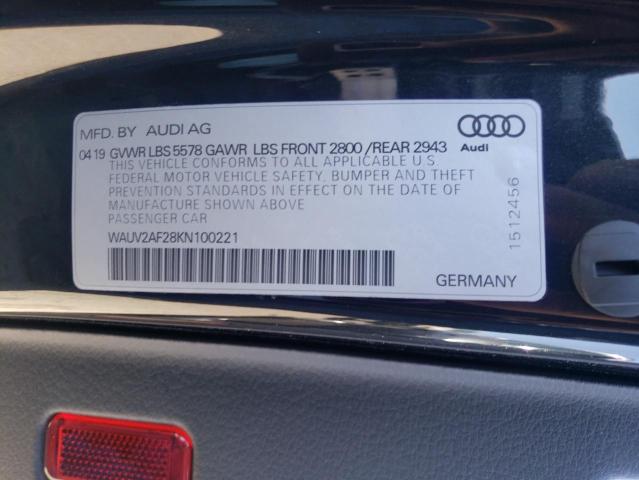 MFD. BY AUDI AG
04 19 GVWR LBS 5578 GAWR LBS FRONT 2800 /REAR 2943
Audi
THIS VEHICLE CONFORMS TO ALL APPLICABLE U.S.
FEDERAL MOTOR VEHICLE SAFETY, BUMPER AND THEFT
PREVENTION STANDARDS IN EFFECT ON THE DATE OF
MANUFACTURE SHOWN ABOVE
PASSENGER CAR
WAUV2AF28KN100221
GERMANY
1512456